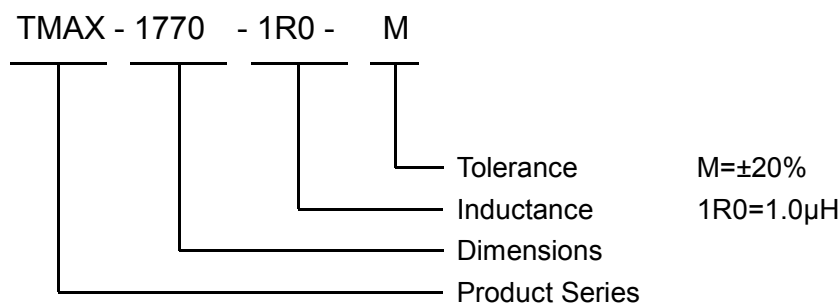 TMAX - 1770 - 1R0 - M
Tolerance M=±20%
Inductance 1R0=1.0µH
Dimensions
Product Series